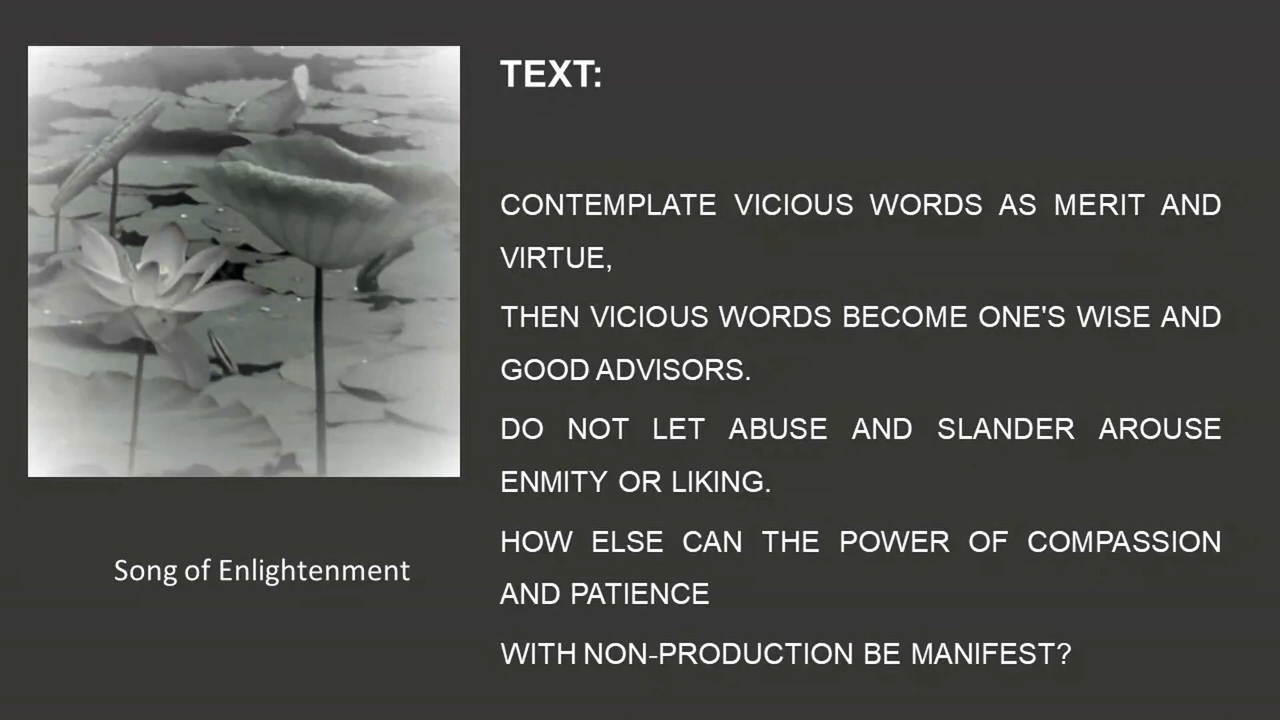 TEXT:
CONTEMPLATE VICIOUS WORDS AS MERIT AND
VIRTUE,
THEN VICIOUS WORDS BECOME ONE'S WISE AND
GOOD ADVISORS.
DO NOT LET ABUSE AND SLANDER AROUSE
ENMITY OR LIKING.
HOW ELSE CAN THE POWER OF COMPASSION
AND PATIENCE
WITH NON-PRODUCTION BE MANIFEST?
Song of Enlightenment